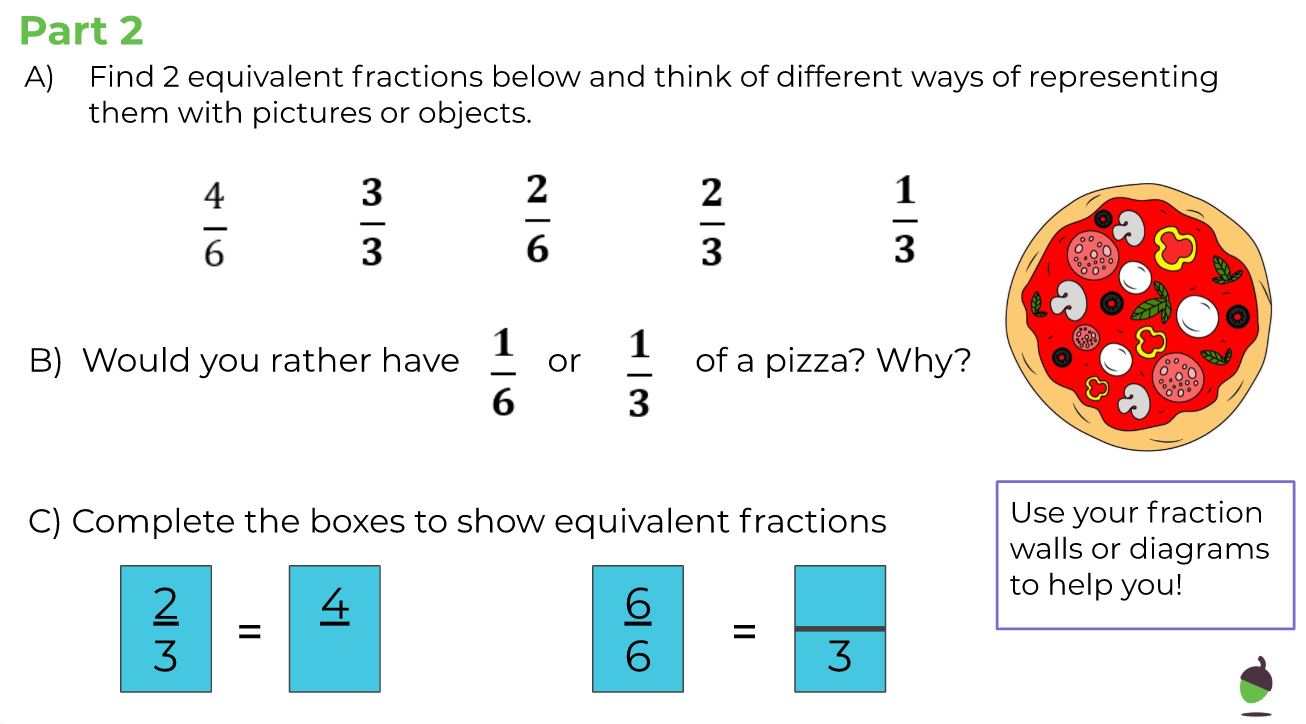 Part 2
A) Find 2 equivalent fractions below and think of different ways of representing
them with pictures or objects.
4/6 3/3 2/6 2/3 1/3
B) Would you rather have 1/6 or 1/3 of a pizza? Why?
C) Complete the boxes to show equivalent fractions
2/3 = 4/ 6/6 = /3
Use your fraction
walls or diagrams
to help you!